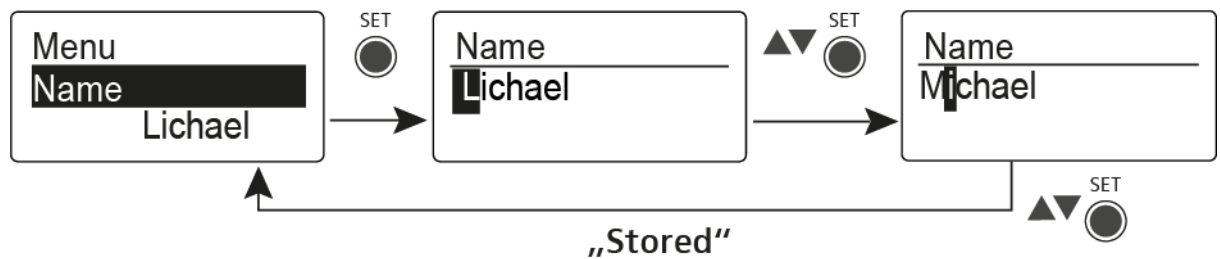 Menu
Name
Lichael
SET
Name
Lichael
SET
Name
Michael
SET
„Stored“